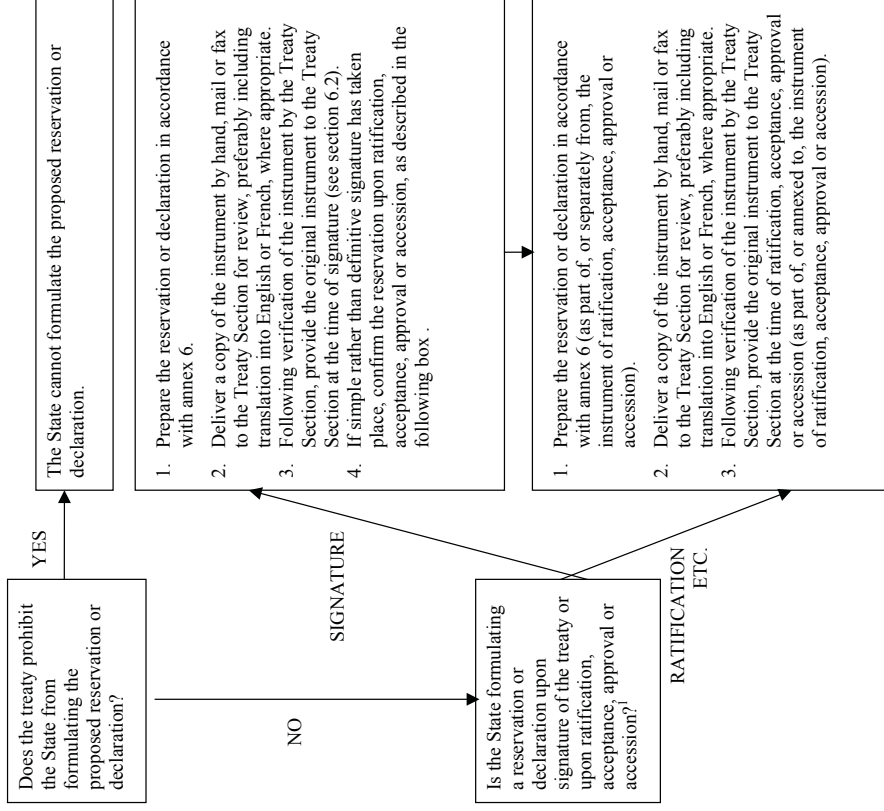 Does the treaty prohibit
the State from
formulating the
proposed reservation or
declaration?
YES
The State cannot formulate the proposed reservation or
declaration.
NO
Is the State formulating
a reservation or
declaration upon
signature of the treaty or
upon ratification,
acceptance, approval or
accession?1
SIGNATURE
1. Prepare the reservation or declaration in accordance
with annex 6.
2. Deliver a copy of the instrument by hand, mail or fax
to the Treaty Section for review, preferably including
translation into English or French, where appropriate.
3. Following verification of the instrument by the Treaty
Section, provide the original instrument to the Treaty
Section at the time of signature (see section 6.2).
4. If simple rather than definitive signature has taken
place, confirm the reservation upon ratification,
acceptance, approval or accession, as described in the
following box .
RATIFICATION
ETC.
1. Prepare the reservation or declaration in accordance
with annex 6 (as part of, or separately from, the
instrument of ratification, acceptance, approval or
accession).
2. Deliver a copy of the instrument by hand, mail or fax
to the Treaty Section for review, preferably including
translation into English or French, where appropriate.
3. Following verification of the instrument by the Treaty
Section, provide the original instrument to the Treaty
Section at the time of ratification, acceptance, approval
or accession (as part of, or annexed to, the instrument
of ratification, acceptance, approval or accession).